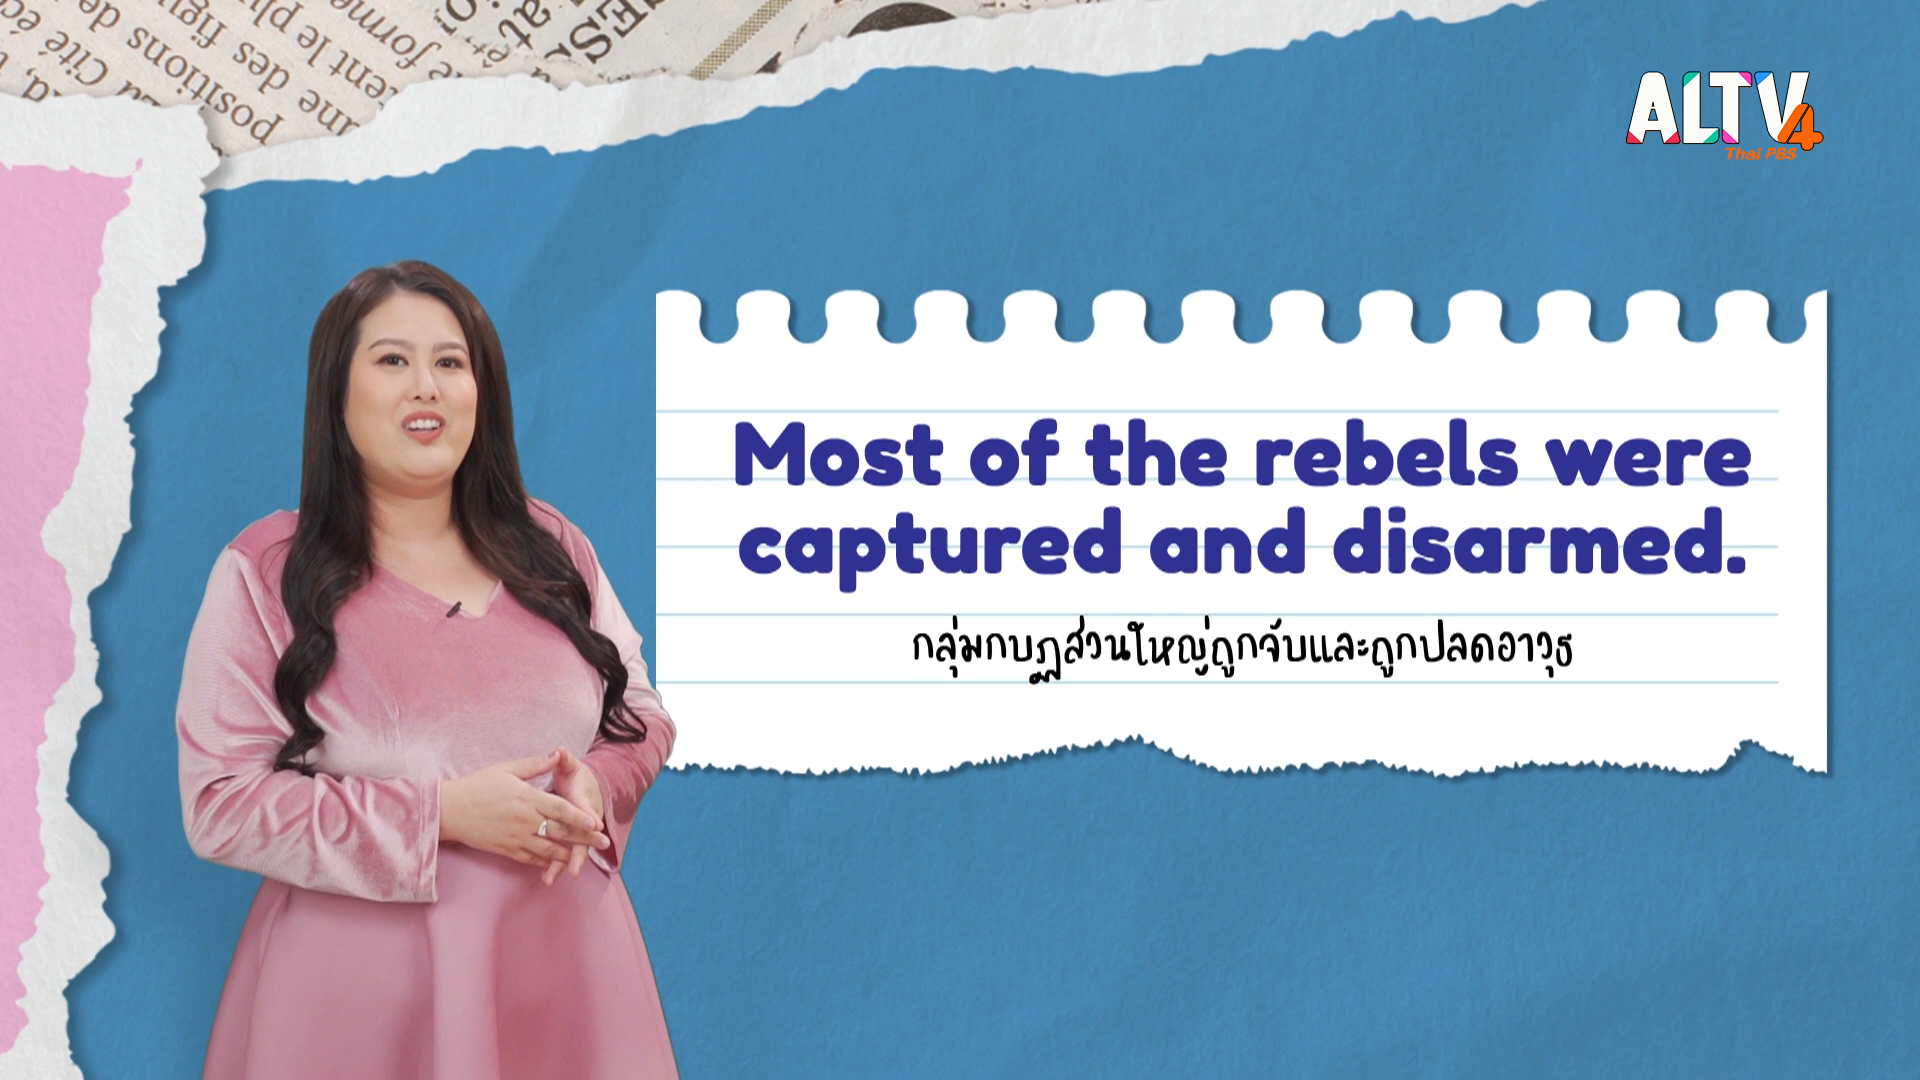 ALTV4
Thai PBS
Most of the rebels were
captured and disarmed.
กลุ่มกบฏส่วนใหญ่ถูกจับและถูกปลดอาวุธ